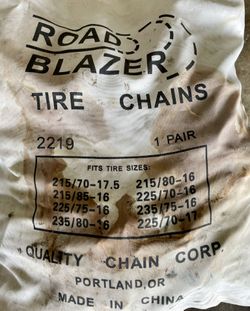 ROAD
BLAZER
TIRE CHAINS
2219 1 PAIR
FITS TIRE SIZES:
215/70-17.5 215/80-16
215/85-16 225/70-16
225/75-16 235/75-16
235/80-16 225/70-17
QUALITY CHAIN CORP.
PORTLAND, OR
MADE IN CHINA